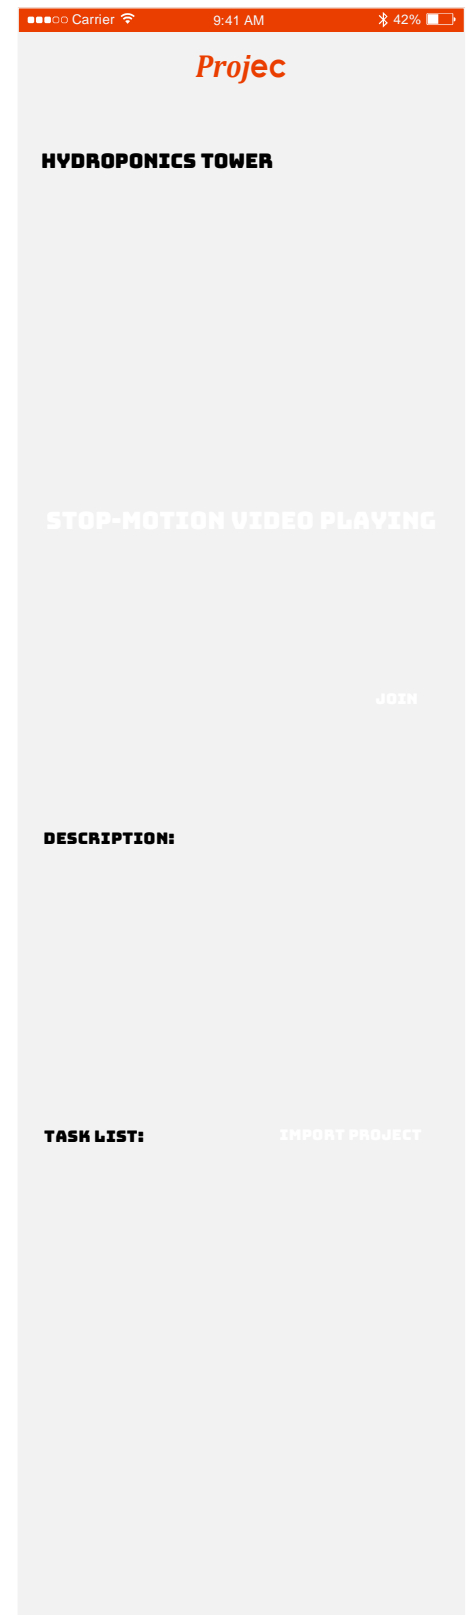 Carrier 9:41 AM 42%
Projec
HYDROPONICS TOWER
STOP-MOTION VIDEO PLAYING
JOIN
DESCRIPTION:
TASK LIST: IMPORT PROJECT